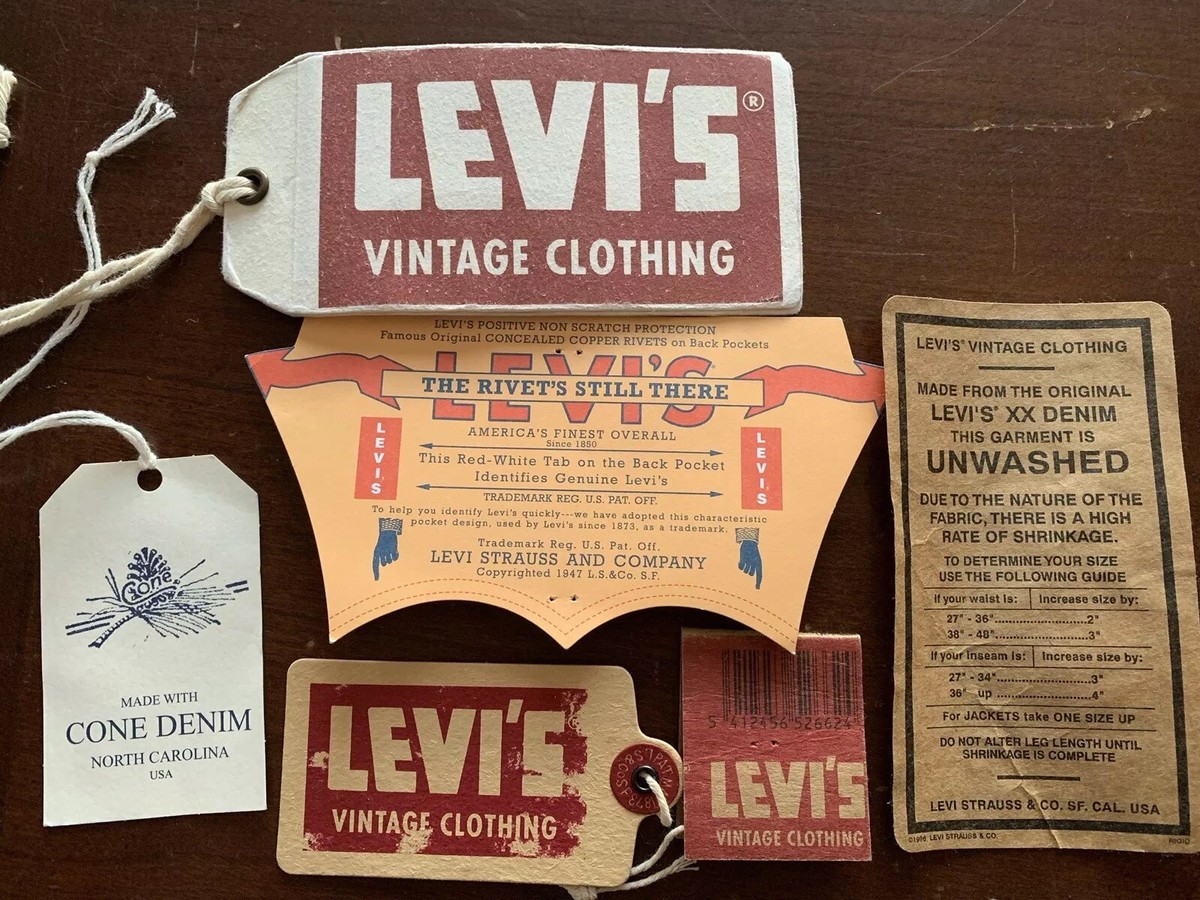 LEVI'S®
VINTAGE CLOTHING
LEVI'S POSITIVE NON SCRATCH PROTECTION
Famous Original CONCEALED COPPER RIVETS on Back Pockets
LEVI'S
THE RIVET'S STILL THERE
AMERICA'S FINEST OVERALL
Since 1850
LEVI'S
LEVI'S
This Red-White Tab on the Back Pocket
Identifies Genuine Levi's
TRADEMARK REG. U.S. PAT. OFF.
To help you identify Levi's quickly---we have adopted this characteristic
pocket design, used by Levi's since 1873, as a trademark.
Trademark Reg. U.S. Pat. Off.
LEVI STRAUSS AND COMPANY
Copyrighted 1947 L.S.&Co. S.F.
Cone
MADE WITH
CONE DENIM
NORTH CAROLINA
USA
LEVI'S®
VINTAGE CLOTHING
5 412456 526624
LEVI'S
VINTAGE CLOTHING
LEVI'S® VINTAGE CLOTHING
MADE FROM THE ORIGINAL
LEVI'S® XX DENIM
THIS GARMENT IS
UNWASHED
DUE TO THE NATURE OF THE
FABRIC, THERE IS A HIGH
RATE OF SHRINKAGE.
TO DETERMINE YOUR SIZE
USE THE FOLLOWING GUIDE
If your waist is: Increase size by:
27" - 36"......................2"
38" - 48"......................3"
If your inseam is: Increase size by:
27" - 34"......................3"
36" up ......................4"
For JACKETS take ONE SIZE UP
DO NOT ALTER LEG LENGTH UNTIL
SHRINKAGE IS COMPLETE
LEVI STRAUSS & CO. SF. CAL. USA
©1996 LEVI STRAUSS & CO.